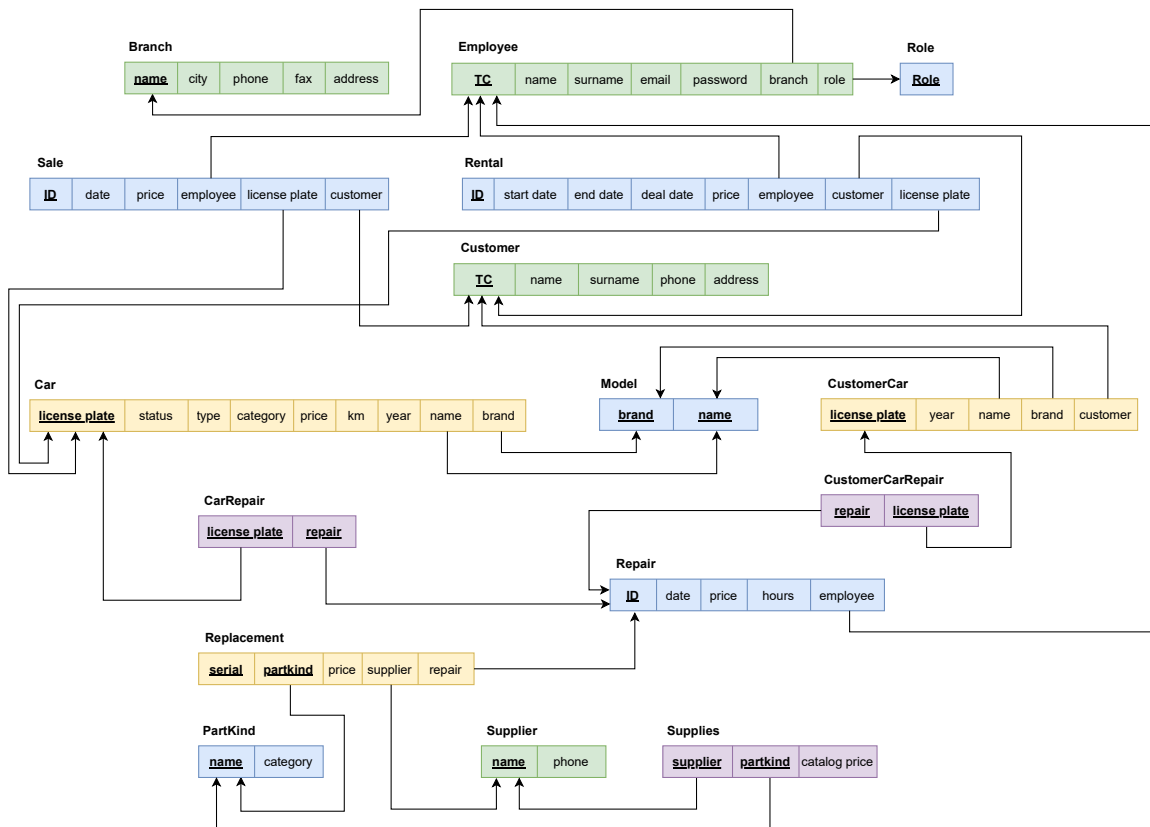 Branch
name city phone fax address
Employee
TC name surname email password branch role
Role
Role
Sale
ID date price employee license plate customer
Rental
ID start date end date deal date price employee customer license plate
Customer
TC name surname phone address
Car
license plate status type category price km year name brand
Model
brand name
CustomerCar
license plate year name brand customer
CarRepair
license plate repair
CustomerCarRepair
repair license plate
Repair
ID date price hours employee
Replacement
serial partkind price supplier repair
PartKind
name category
Supplier
name phone
Supplies
supplier partkind catalog price